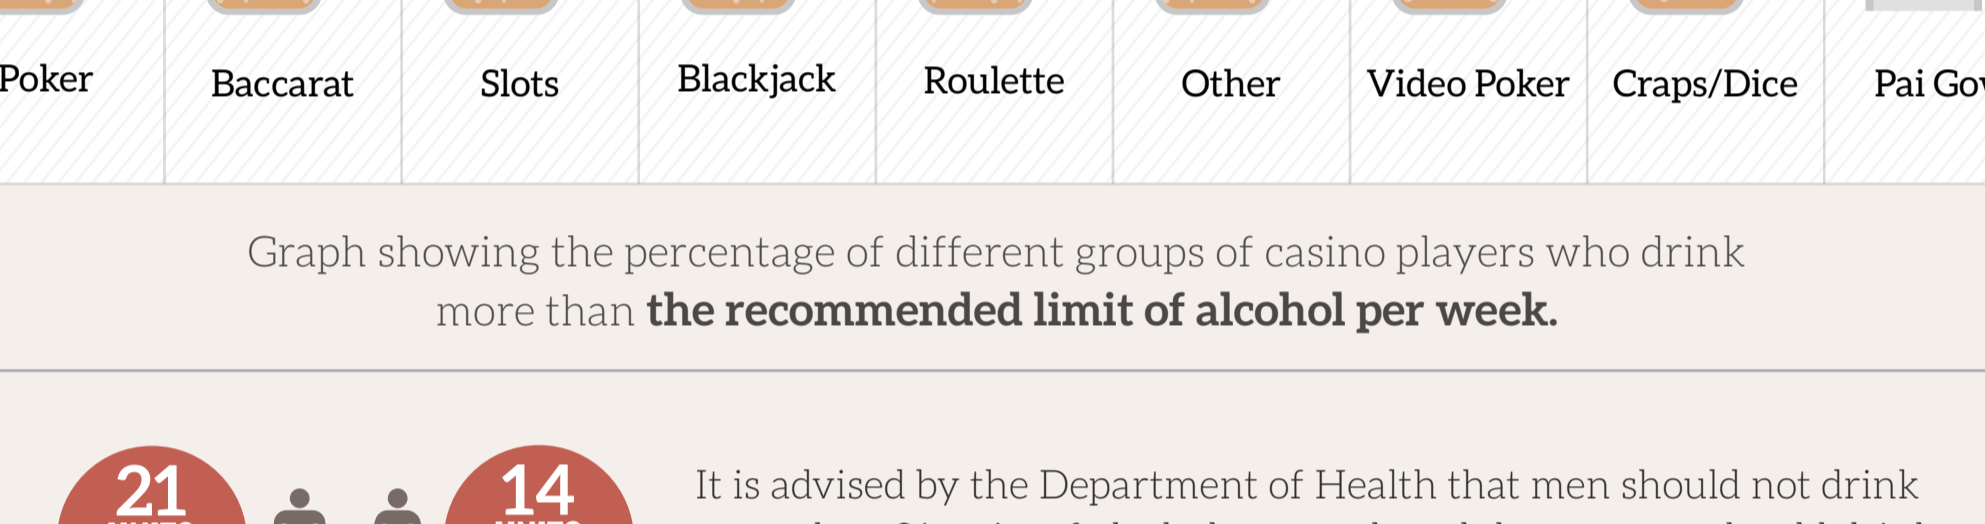 Poker Baccarat Slots Blackjack Roulette Other Video Poker Craps/Dice Pai
Graph showing the percentage of different groups of casino players who drink
more than the recommended limit of alcohol per week.
21
14
It is advised by the Department of Health that men should not drink